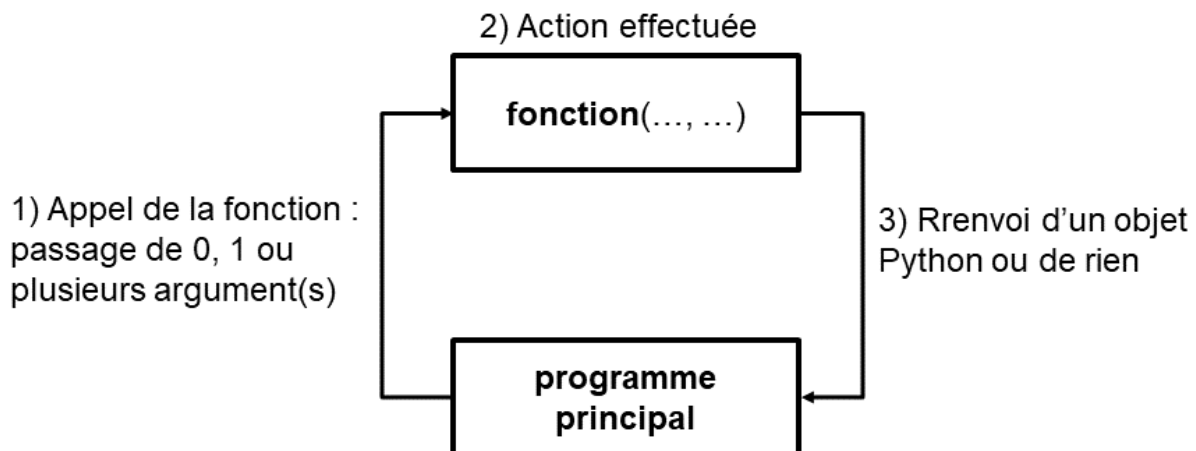 2) Action effectuée
fonction(..., ...)
1) Appel de la fonction :
passage de 0, 1 ou
plusieurs argument(s)
3) Rrenvoi d’un objet
Python ou de rien
programme
principal